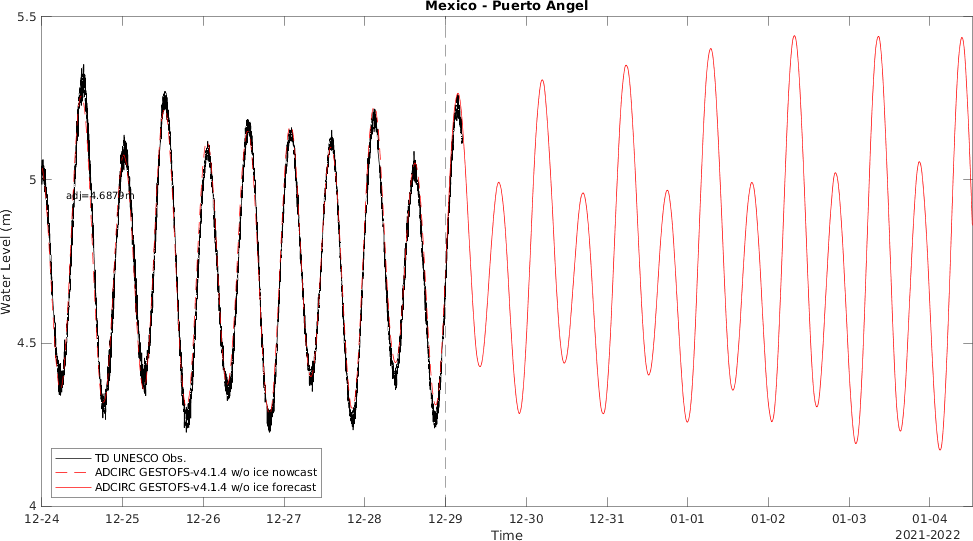 Mexico - Puerto Angel
5.5
5
4.5
4
Water Level (m)
adj=4.6879m
TD UNESCO Obs.
ADCIRC GESTOFS-v4.1.4 w/o ice nowcast
ADCIRC GESTOFS-v4.1.4 w/o ice forecast
12-24 12-25 12-26 12-27 12-28 12-29 12-30 12-31 01-01 01-02 01-03 01-04
Time
2021-2022